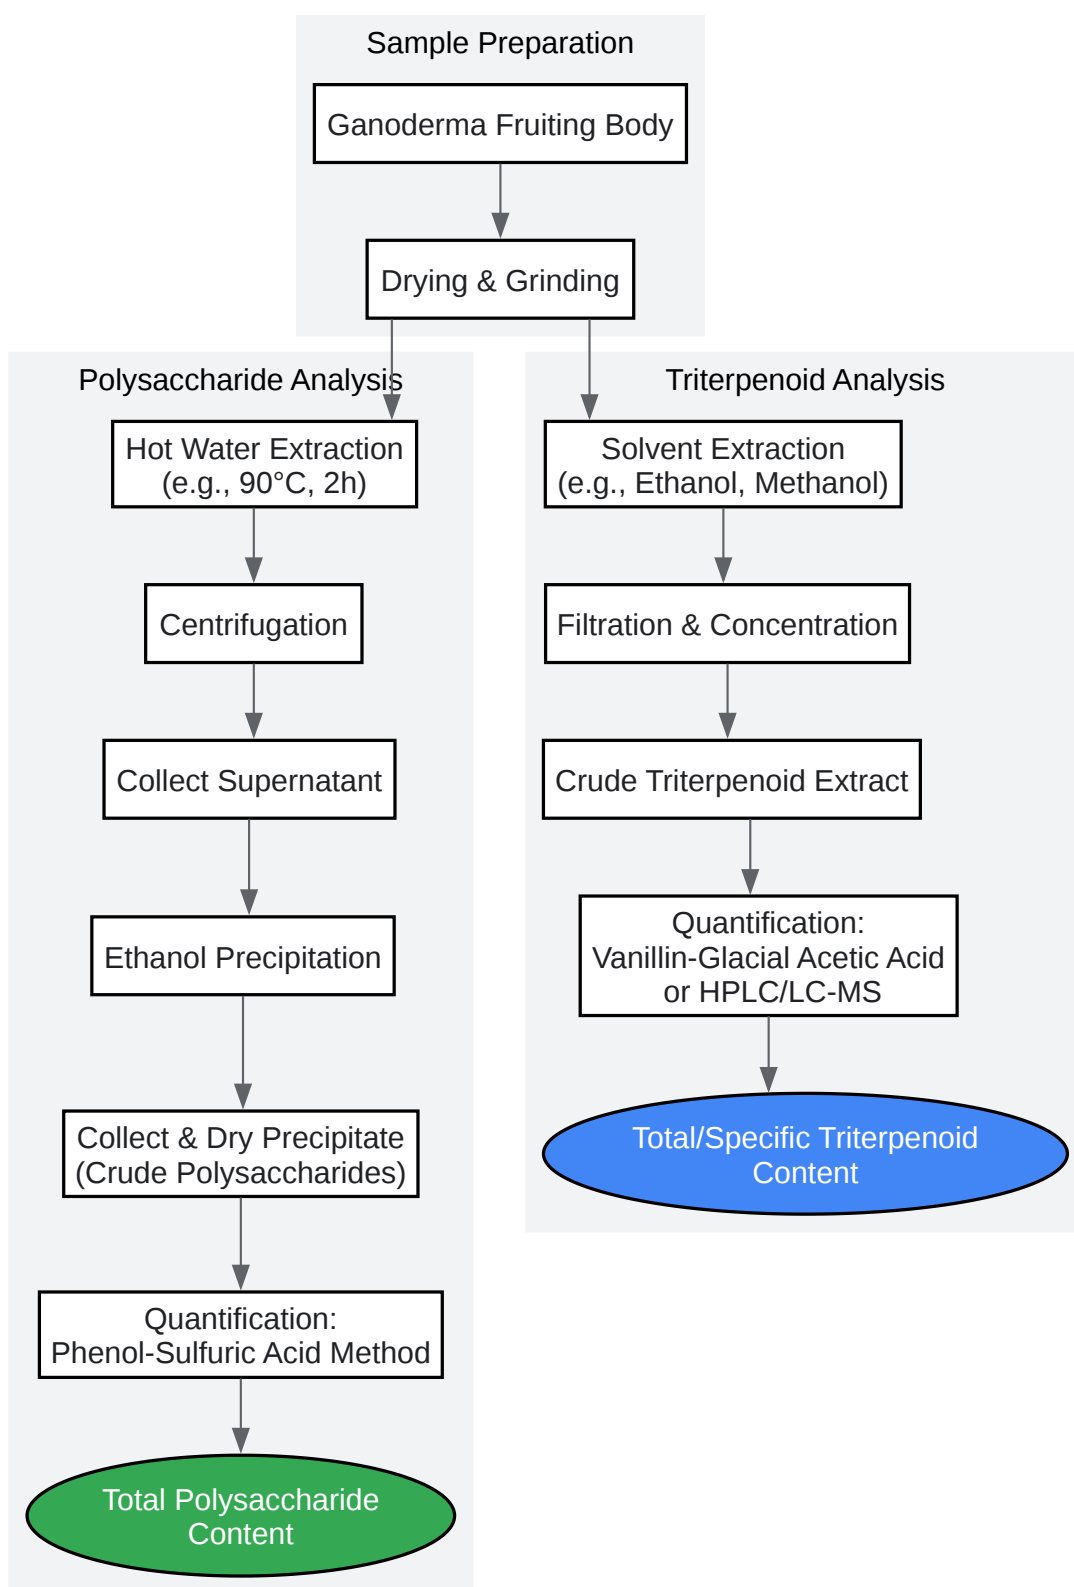 Sample Preparation
Ganoderma Fruiting Body
Drying & Grinding
Polysaccharide Analysis
Hot Water Extraction
(e.g., 90°C, 2h)
Centrifugation
Collect Supernatant
Ethanol Precipitation
Collect & Dry Precipitate
(Crude Polysaccharides)
Quantification:
Phenol-Sulfuric Acid Method
Total Polysaccharide
Content
Triterpenoid Analysis
Solvent Extraction
(e.g., Ethanol, Methanol)
Filtration & Concentration
Crude Triterpenoid Extract
Quantification:
Vanillin-Glacial Acetic Acid
or HPLC/LC-MS
Total/Specific Triterpenoid
Content